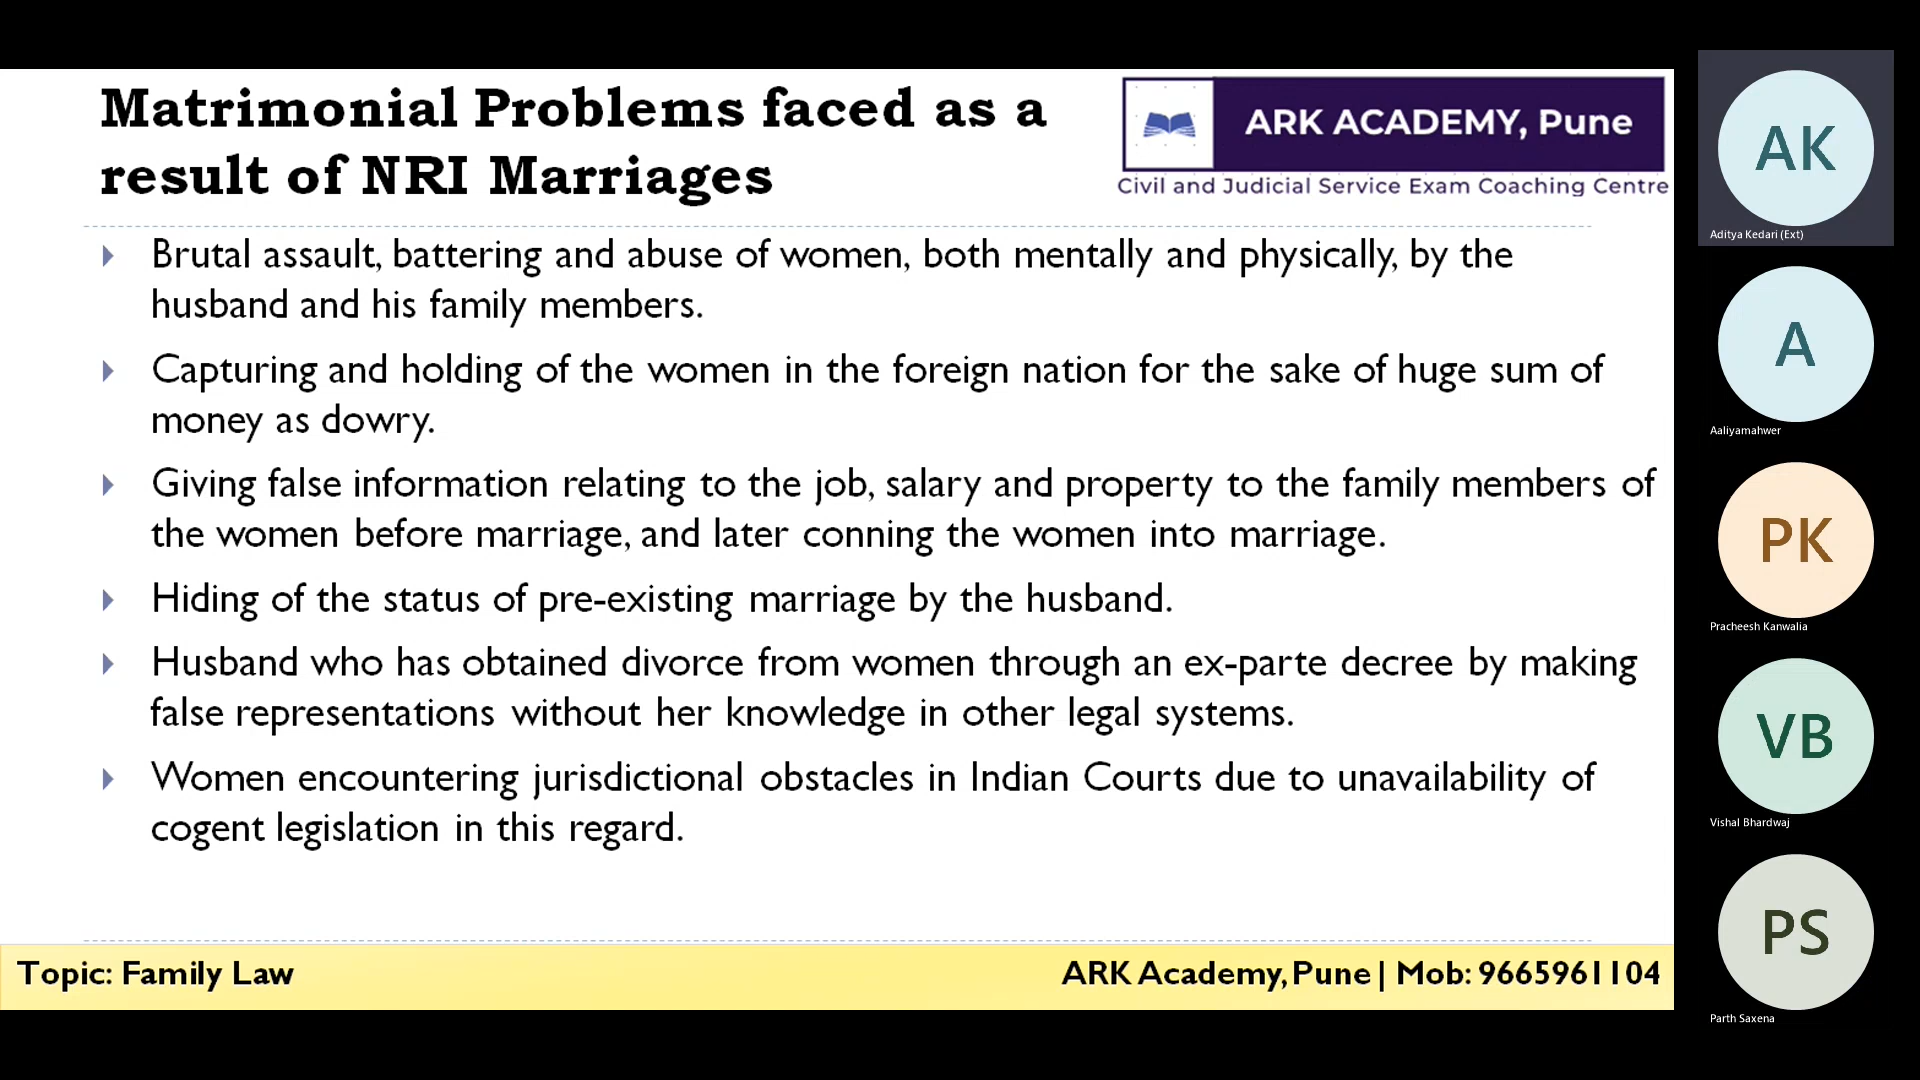 Matrimonial Problems faced as a
result of NRI Marriages
ARK ACADEMY, Pune
Civil and Judicial Service Exam Coaching Centre
Brutal assault, battering and abuse of women, both mentally and physically, by the
husband and his family members.
Capturing and holding of the women in the foreign nation for the sake of huge sum of
money as dowry.
Giving false information relating to the job, salary and property to the family members of
the women before marriage, and later conning the women into marriage.
Hiding of the status of pre-existing marriage by the husband.
Husband who has obtained divorce from women through an ex-parte decree by making
false representations without her knowledge in other legal systems.
Women encountering jurisdictional obstacles in Indian Courts due to unavailability of
cogent legislation in this regard.
Topic: Family Law
ARK Academy, Pune | Mob: 9665961104
AK
Aditya Kedari (Ext)
A
Aaliyamahwer
PK
Pracheesh Kanwalia
VB
Vishal Bhardwaj
PS
Parth Saxena